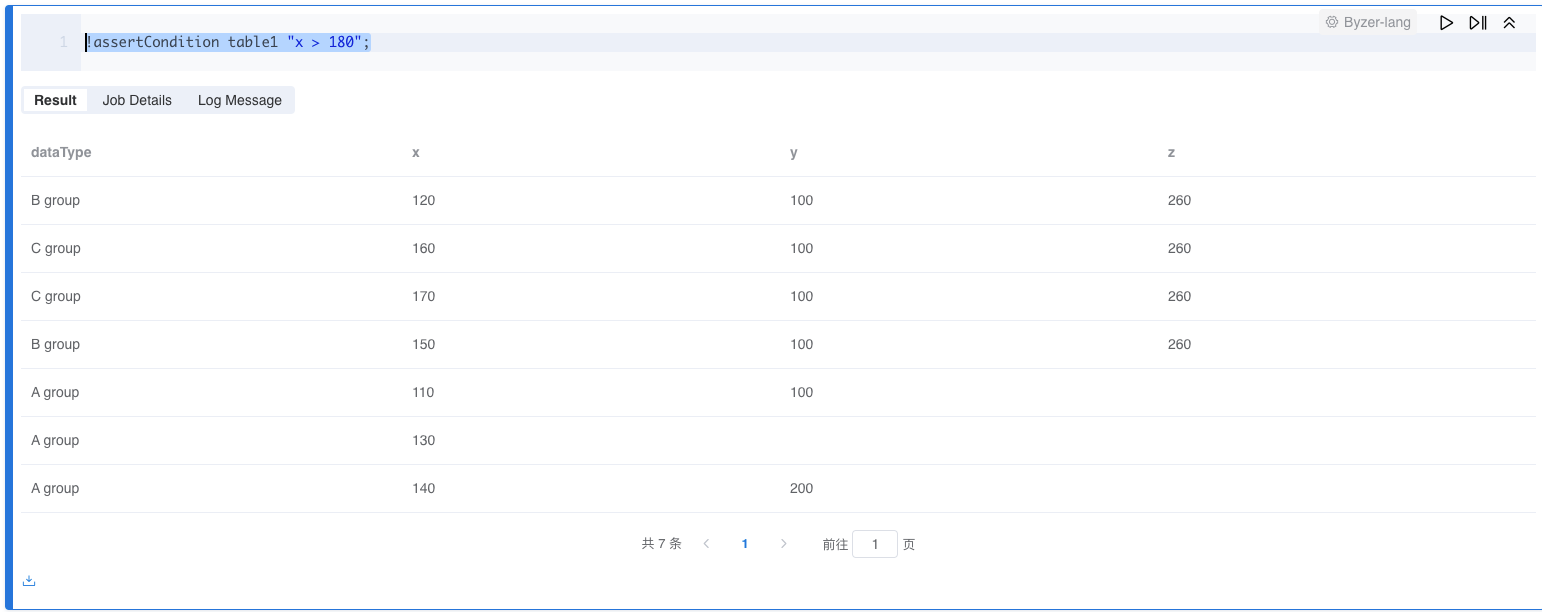 Byzer-lang
1 !assertCondition table1 "x > 180";
Result Job Details Log Message
dataType x y z
B group 120 100 260
C group 160 100 260
C group 170 100 260
B group 150 100 260
A group 110 100
A group 130
A group 140 200
共 7 条 1 前往 1 页